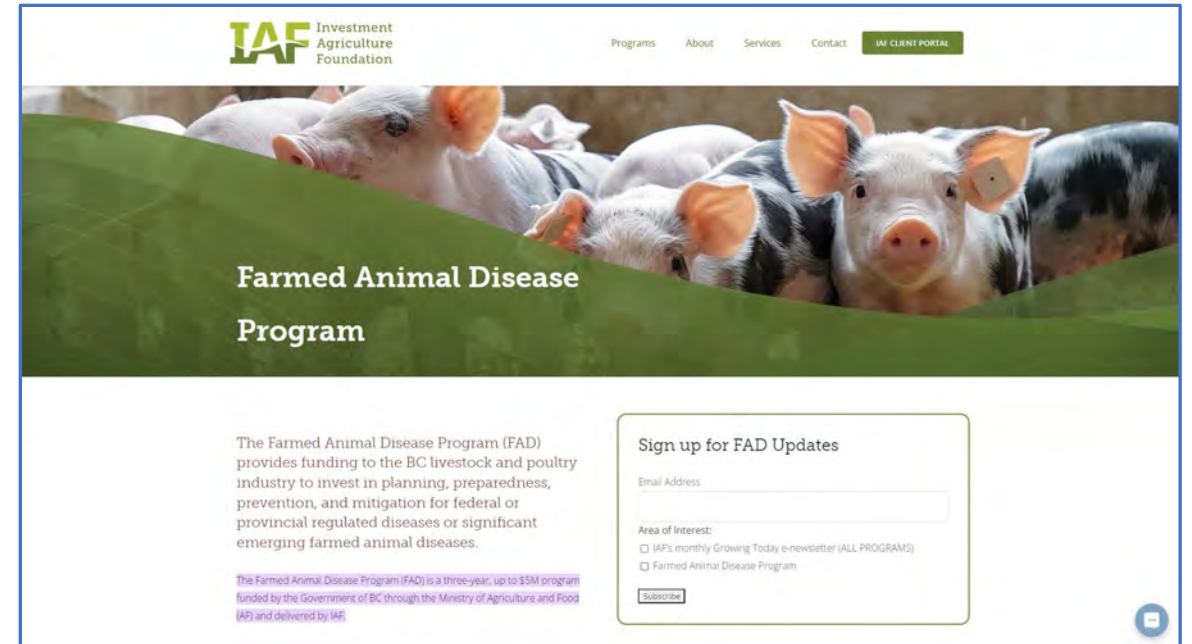 IAF Investment
Agriculture
Foundation
Programs About Services Contact IAF CLIENT PORTAL
Farmed Animal Disease
Program
The Farmed Animal Disease Program (FAD)
provides funding to the BC livestock and poultry
industry to invest in planning, preparedness,
prevention, and mitigation for federal or
provincial regulated diseases or significant
emerging farmed animal diseases.
The Farmed Animal Disease Program (FAD) is a three-year, up to $5M program
funded by the Government of BC through the Ministry of Agriculture and Food
(AF) and delivered by IAF.
Sign up for FAD Updates
Email Address
Area of Interest:
IAF's monthly Growing Today e-newsletter (ALL PROGRAMS)
Farmed Animal Disease Program
Subscribe